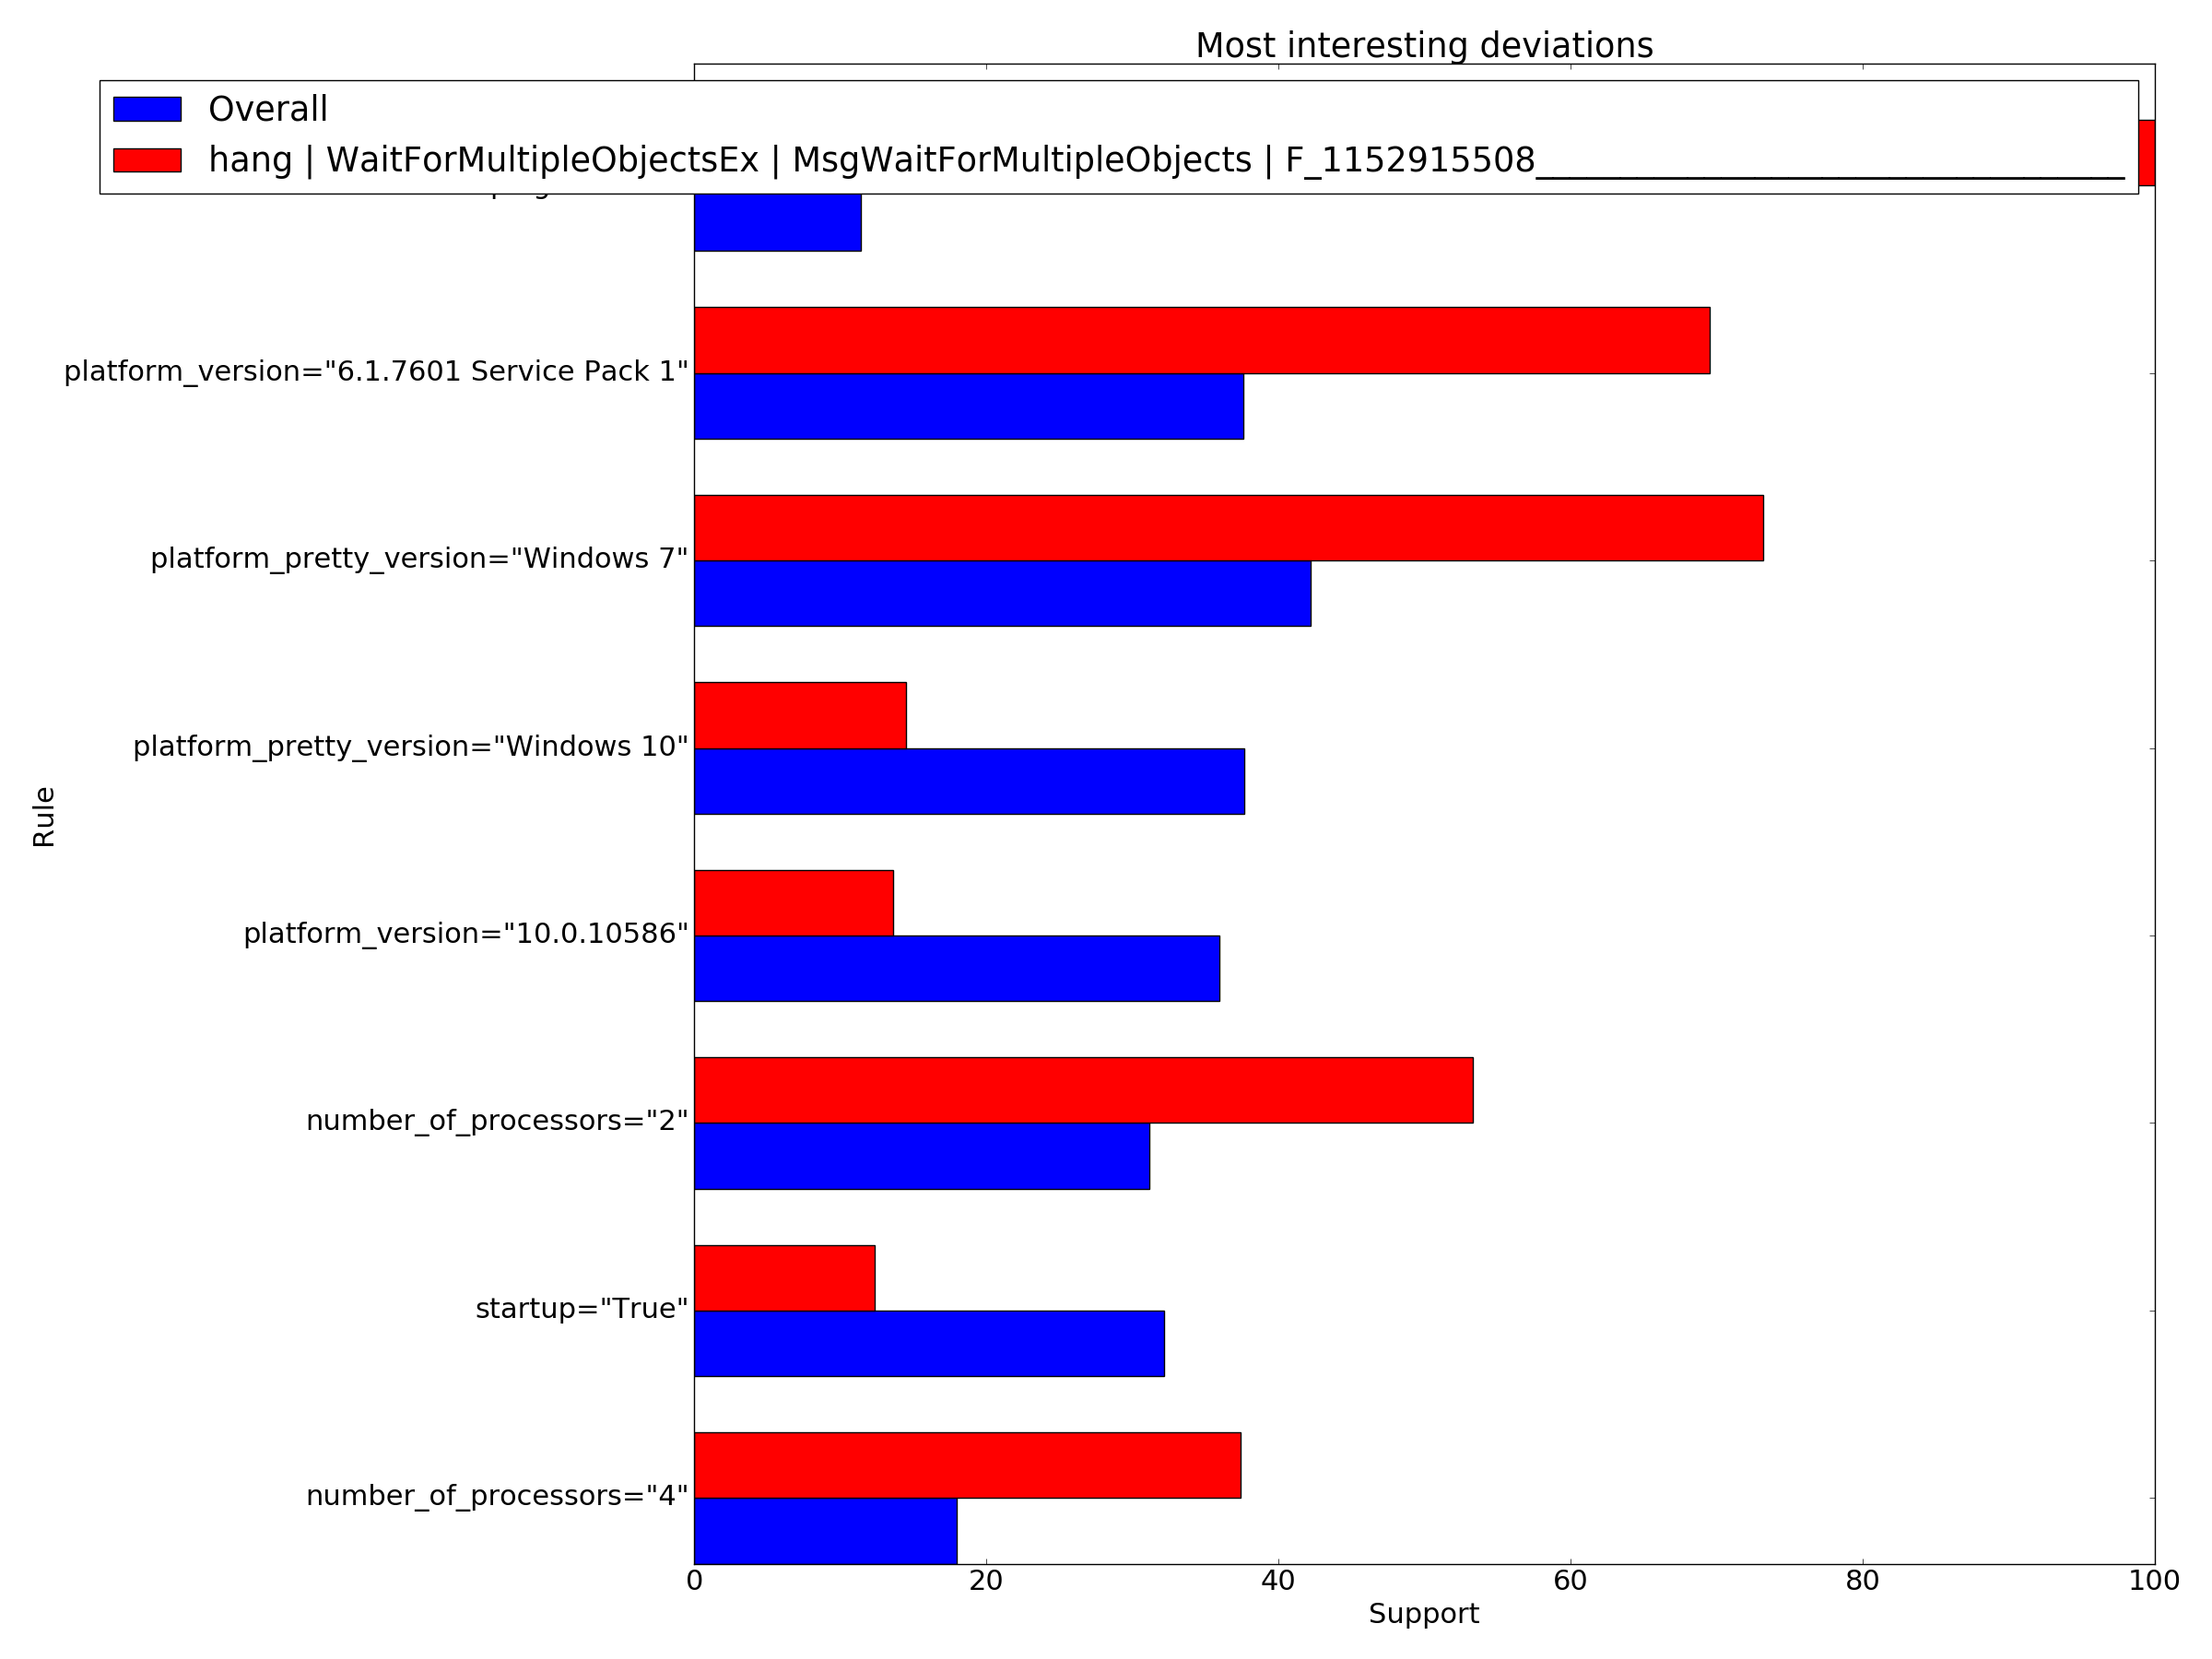 Most interesting deviations
Overall
hang | WaitForMultipleObjectsEx | MsgWaitForMultipleObjects | F_1152915508___________________________________
platform_version="6.1.7601 Service Pack 1"
platform_pretty_version="Windows 7"
platform_pretty_version="Windows 10"
platform_version="10.0.10586"
number_of_processors="2"
startup="True"
number_of_processors="4"
Rule
0 20 40 60 80 100
Support